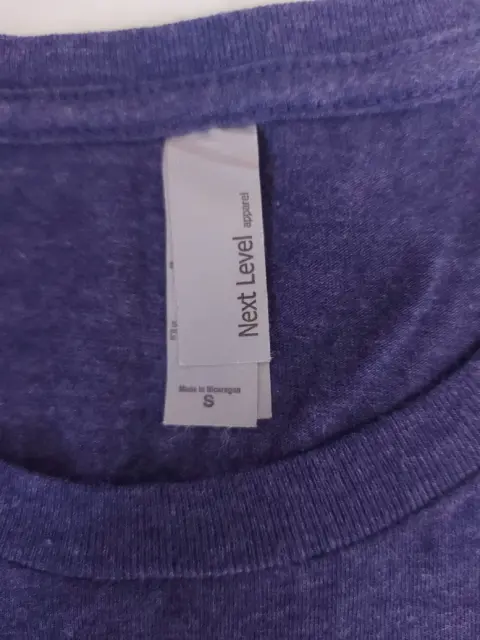 Next Level
apparel
Made in Nicaragua
S